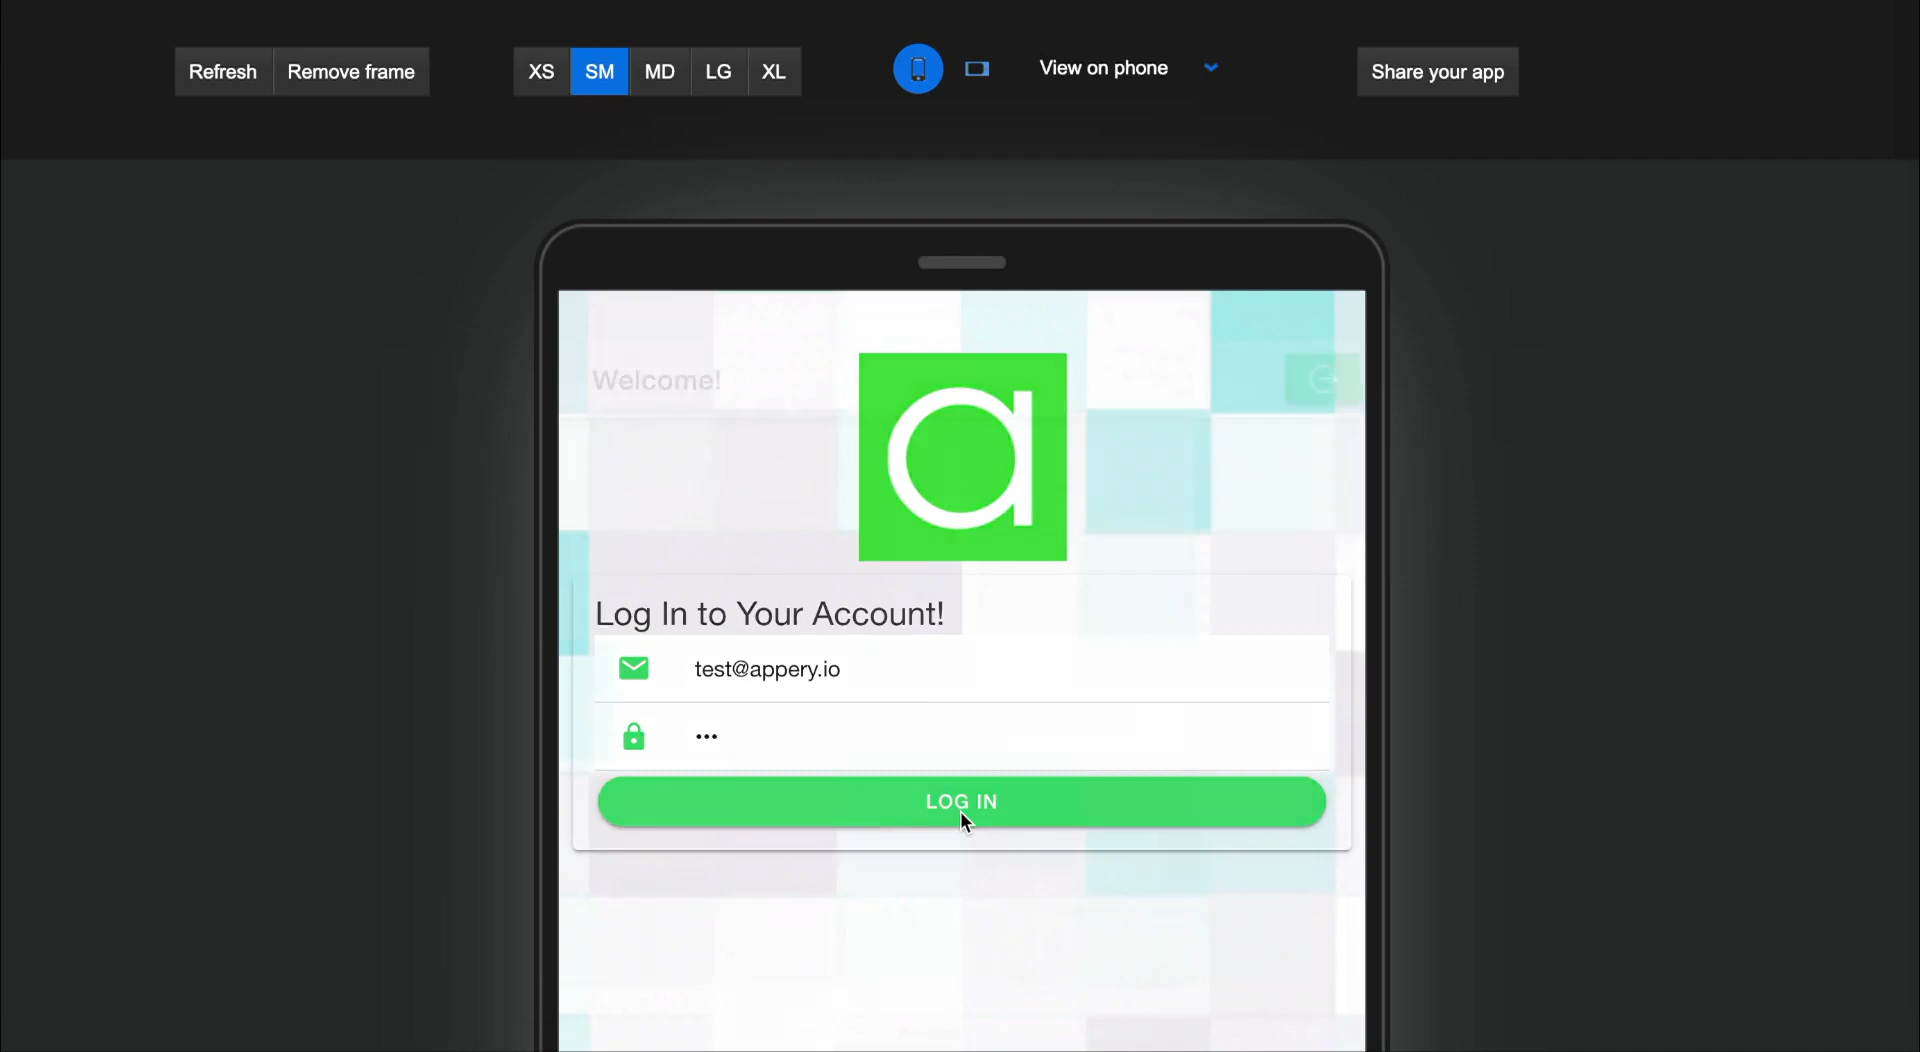 Refresh Remove frame XS SM MD LG XL View on phone Share your app
Welcome!
a
Log In to Your Account!
test@appery.io
•••
LOG IN